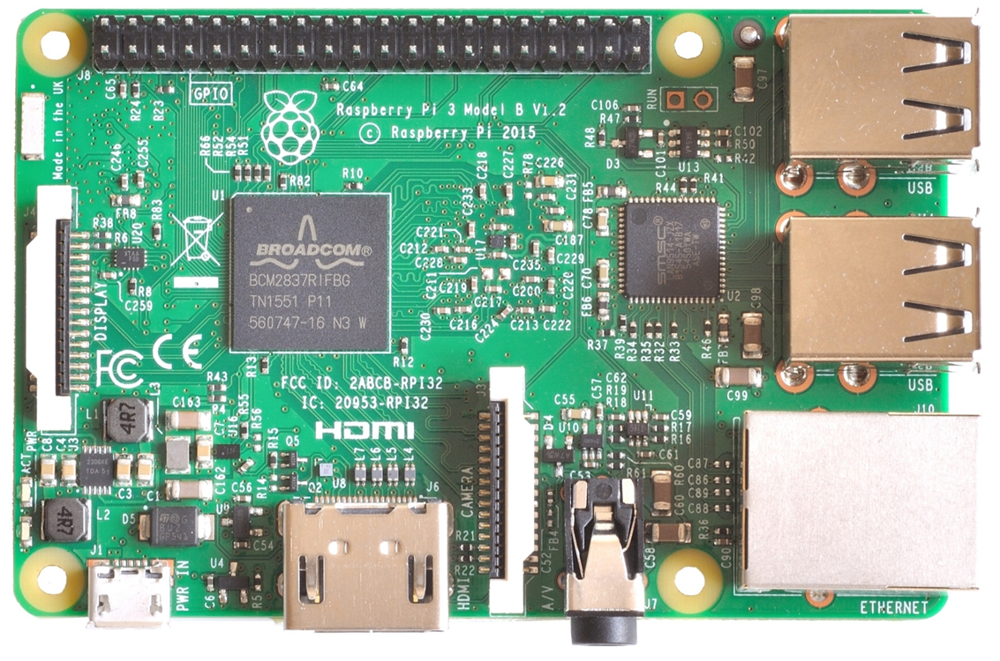 J8
C65
R24
R23
GPIO
C64
Raspberry Pi 3 Model B V1.2
© Raspberry Pi 2015
Made in the UK
C246
C255
R66
R52
R54
R51
R82
R10
U1
C106
R47
R48
D3
C101
U13
C102
R50
R42
R44
R41
RUN
C97
USB
J4
R38
FR8
R83
R6
U20
R8
C259
DISPLAY
BROADCOM®
BCM2837RIFBG
TN1551 P11
560747-16 N3 W
C218
C227
R78
C226
C231
C233
C221
C212
C228
C187
C229
C235
U17
C211
C219
C200
C220
C217
C230
C216
C224
C213
C222
FB5
C78
C70
FB6
smsc®
U2
C98
R37
R39
R34
R35
R32
R33
R46
C99
USB
J10
FCC
CE
R12
R13
FCC ID: 2ABCB-RPI32
IC: 20953-RPI32
HDMI
L3
L1
4R7
C163
R43
R4
C7
U16
R55
R56
R15
Q5
Q2
U8
L7
L6
L5
L4
J6
J3
CAMERA
PWR
ACT
C8
C4
U3
C3
C1
C162
C56
R14
L2
4R7
D5
C54
U4
C6
R5
J1
PWR IN
HDMI
R21
R22
C55
C57
C62
R19
R18
U11
D4
U10
C59
R17
R16
C61
C53
R61
R60
C60
C58
C52
FB4
A/V
J7
C87
C86
C89
C88
R36
C90
ETHERNET